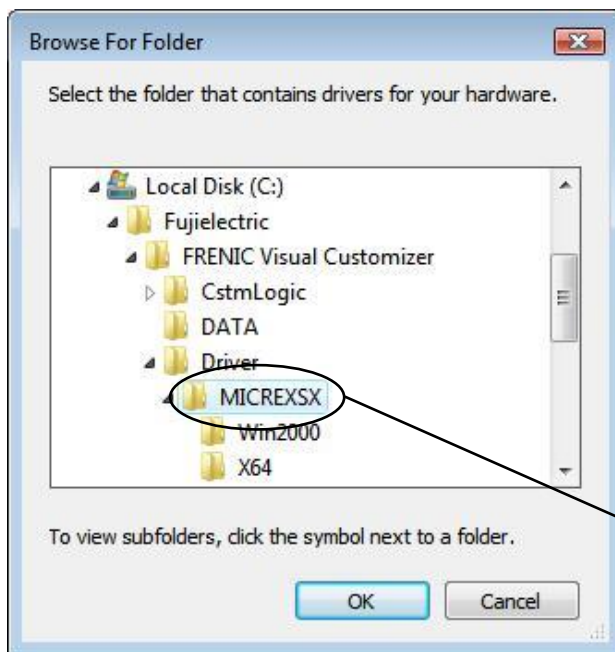 Browse For Folder
Select the folder that contains drivers for your hardware.
Local Disk (C:)
Fujielectric
FRENIC Visual Customizer
CstmLogic
DATA
Driver
MICREXSX
Win2000
X64
To view subfolders, click the symbol next to a folder.
OK Cancel